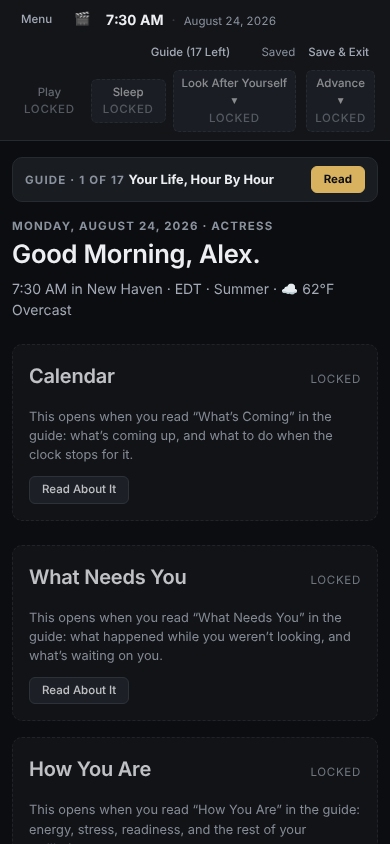 Menu 🎬 7:30 AM · August 24, 2026
Guide (17 Left) Saved Save & Exit
Play
LOCKED
Sleep
LOCKED
Look After Yourself
▾
LOCKED
Advance
▾
LOCKED
GUIDE · 1 OF 17 Your Life, Hour By Hour Read
MONDAY, AUGUST 24, 2026 · ACTRESS
Good Morning, Alex.
7:30 AM in New Haven · EDT · Summer · ☁️ 62°F
Overcast
Calendar LOCKED
This opens when you read “What’s Coming” in the
guide: what’s coming up, and what to do when the
clock stops for it.
Read About It
What Needs You LOCKED
This opens when you read “What Needs You” in the
guide: what happened while you weren’t looking, and
what’s waiting on you.
Read About It
How You Are LOCKED
This opens when you read “How You Are” in the guide:
energy, stress, readiness, and the rest of your